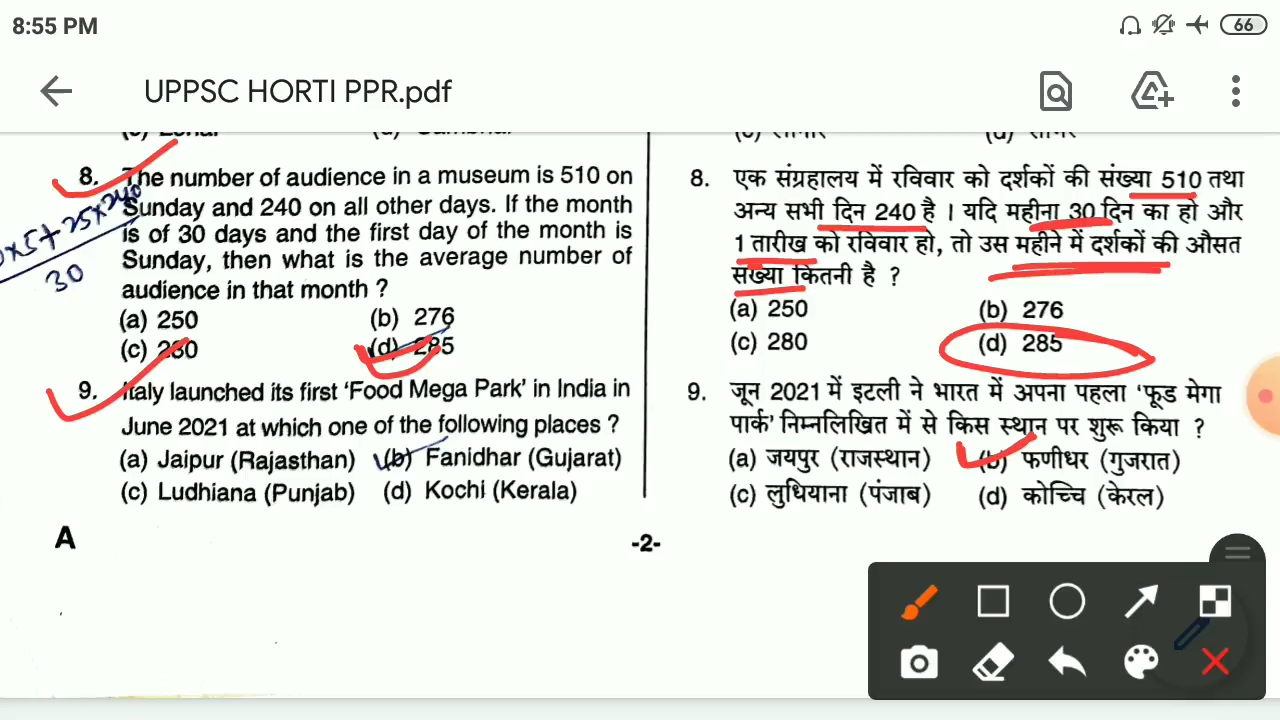 8:55 PM
66
UPPSC HORTI PPR.pdf
8. The number of audience in a museum is 510 on
Sunday and 240 on all other days. If the month
is of 30 days and the first day of the month is
Sunday, then what is the average number of
audience in that month ?
(a) 250 (b) 276
(c) 280 (d) 285
9. Italy launched its first ‘Food Mega Park’ in India in
June 2021 at which one of the following places ?
(a) Jaipur (Rajasthan) (b) Fanidhar (Gujarat)
(c) Ludhiana (Punjab) (d) Kochi (Kerala)
x5+25x240
30
8. एक संग्रहालय में रविवार को दर्शकों की संख्या 510 तथा
अन्य सभी दिन 240 है । यदि महीना 30 दिन का हो और
1 तारीख को रविवार हो, तो उस महीने में दर्शकों की औसत
संख्या कितनी है ?
(a) 250 (b) 276
(c) 280 (d) 285
9. जून 2021 में इटली ने भारत में अपना पहला ‘फूड मेगा
पार्क’ निम्नलिखित में से किस स्थान पर शुरू किया ?
(a) जयपुर (राजस्थान) (b) फणीधर (गुजरात)
(c) लुधियाना (पंजाब) (d) कोच्चि (केरल)
A
-2-